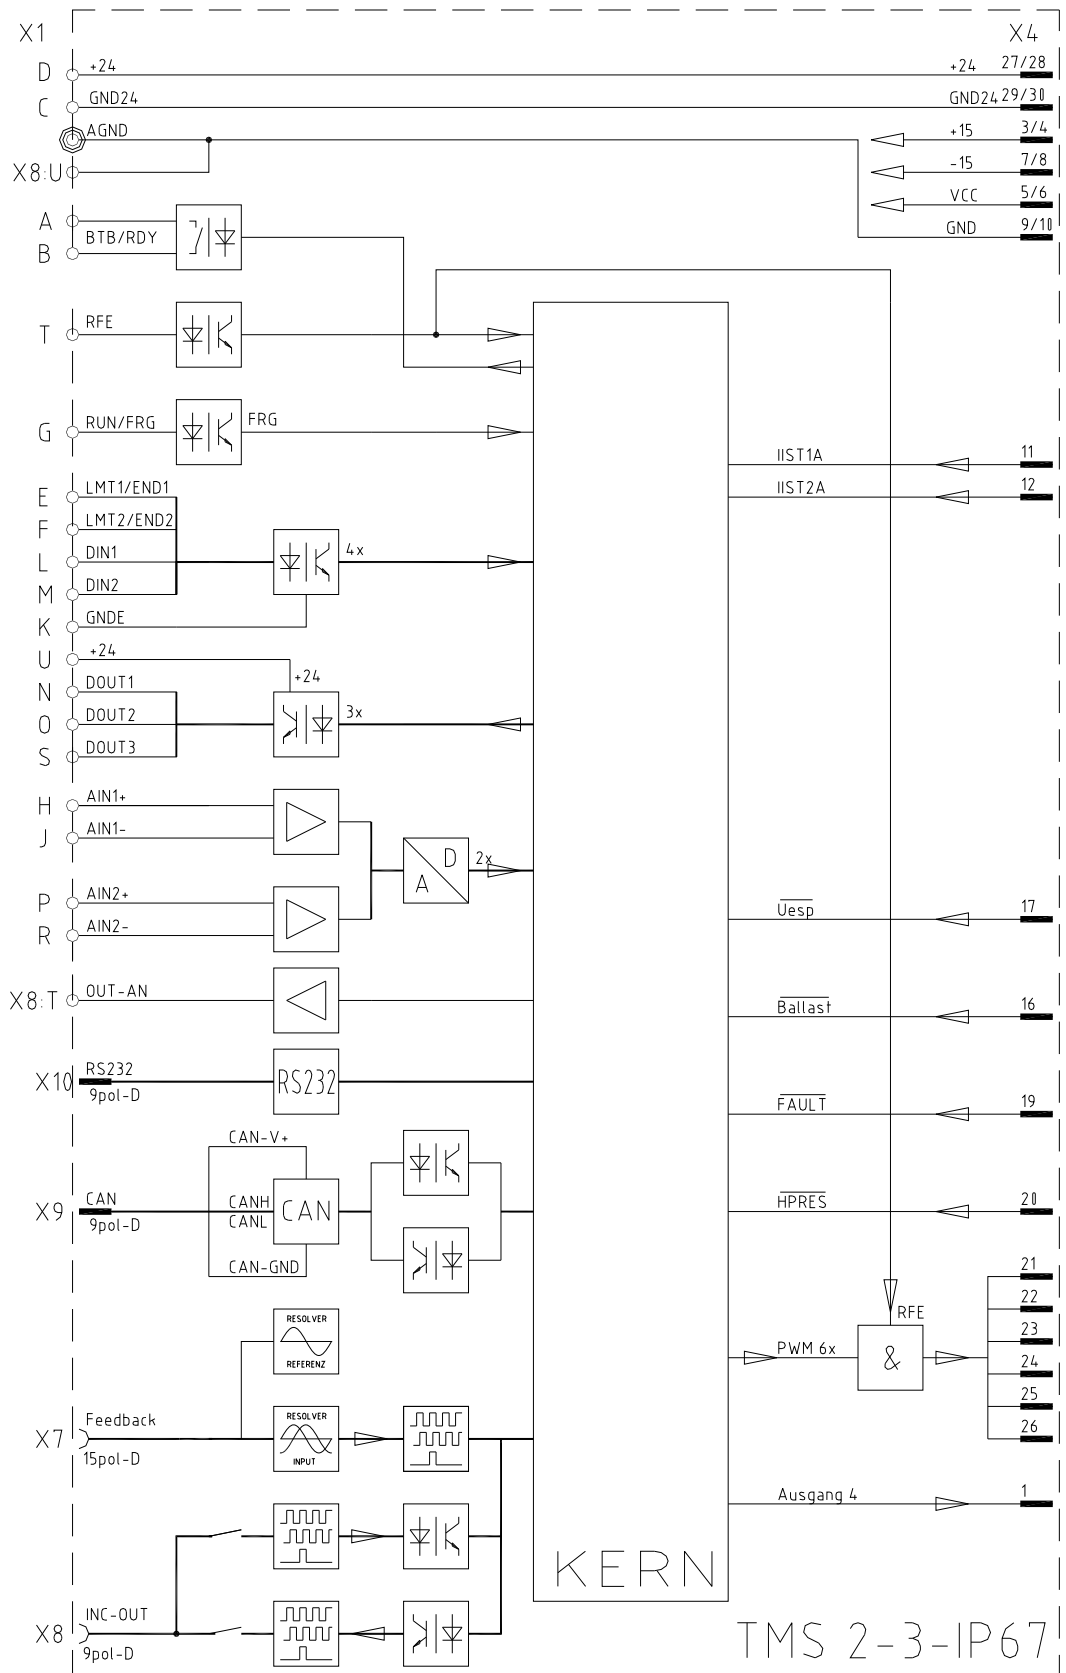 X1
X4
D
+24
+24
27/28
C
GND24
GND24
29/30
AGND
+15
3/4
X8:U
-15
7/8
A
VCC
5/6
BTB/RDY
GND
9/10
B
T
RFE
G
RUN/FRG
FRG
IIST1A
11
E
LMT1/END1
IIST2A
12
F
LMT2/END2
L
DIN1
4x
M
DIN2
K
GNDE
U
+24
+24
N
DOUT1
O
DOUT2
3x
S
DOUT3
H
AIN1+
J
AIN1-
D
A
2x
P
AIN2+
Uesp
17
R
AIN2-
X8:T
OUT-AN
Ballast
16
X10
RS232
9pol-D
RS232
FAULT
19
CAN-V+
X9
CAN
9pol-D
CANH
CANL
CAN
HPRES
20
CAN-GND
21
22
RFE
23
24
25
26
RESOLVER
REFERENZ
PWM 6x
&
X7
Feedback
15pol-D
RESOLVER
INPUT
Ausgang 4
1
KERN
X8
INC-OUT
9pol-D
TMS 2-3-IP67